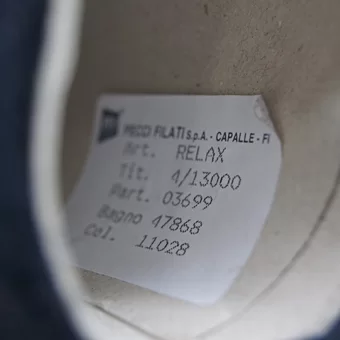 PECCI FILATI S.p.A. - CAPALLE - FI
Art. RELAX
Tit. 4/13000
Part. 03699
Bagno 47868
Col. 11028